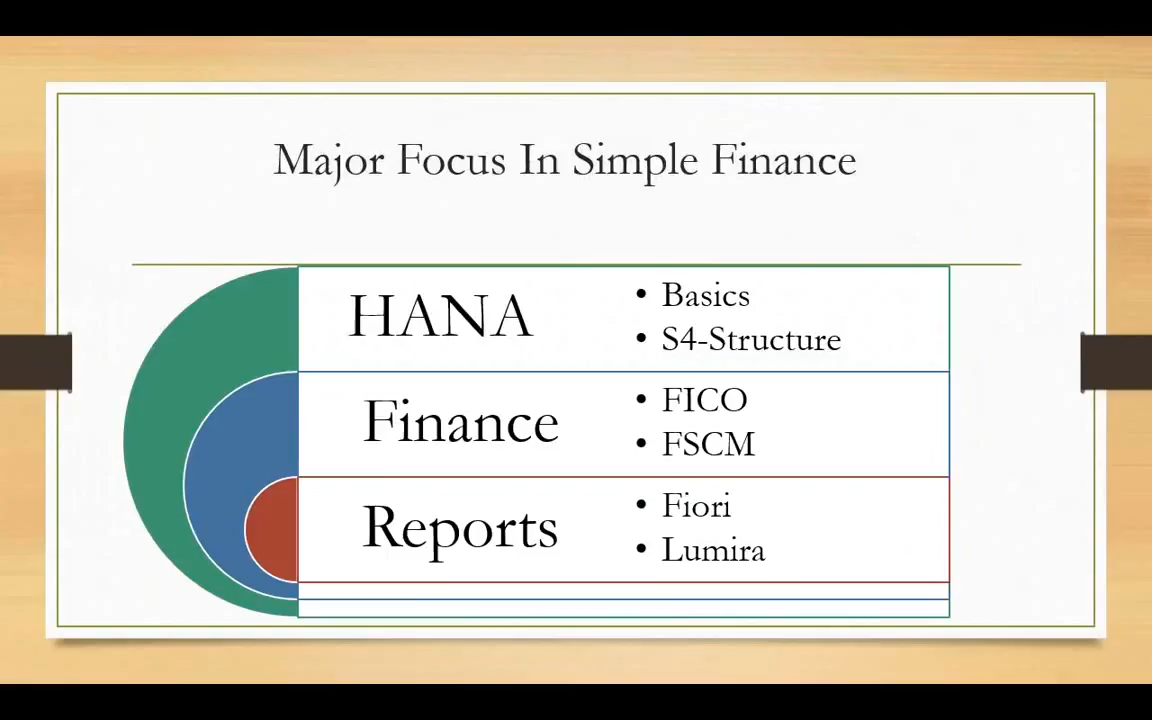 Major Focus In Simple Finance
HANA
• Basics
• S4-Structure
Finance
• FICO
• FSCM
Reports
• Fiori
• Lumira